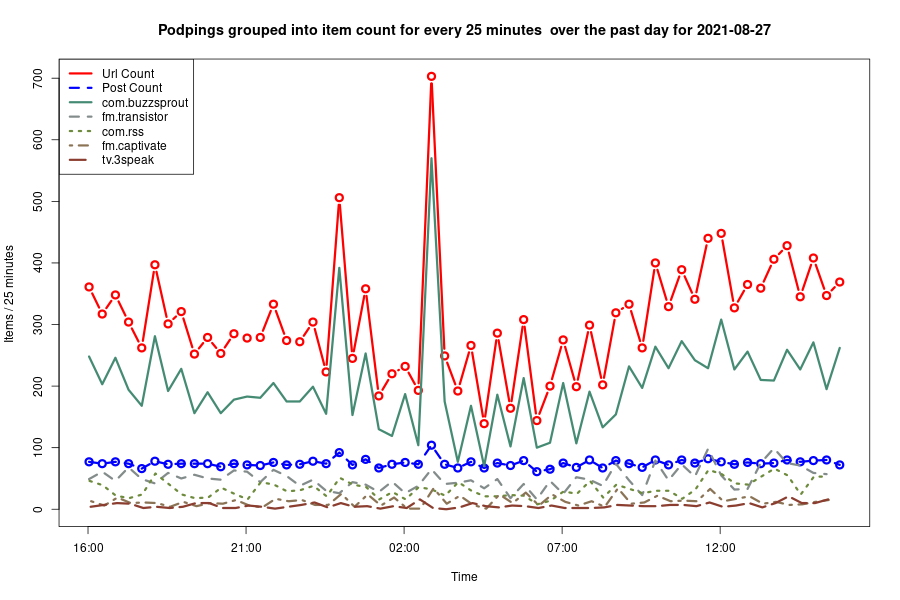 Podpings grouped into item count for every 25 minutes  over the past day for 2021-08-27
Url Count
Post Count
com.buzzsprout
fm.transistor
com.rss
fm.captivate
tv.3speak
700
600
500
400
300
200
100
0
Items / 25 minutes
16:00
21:00
02:00
07:00
12:00
Time